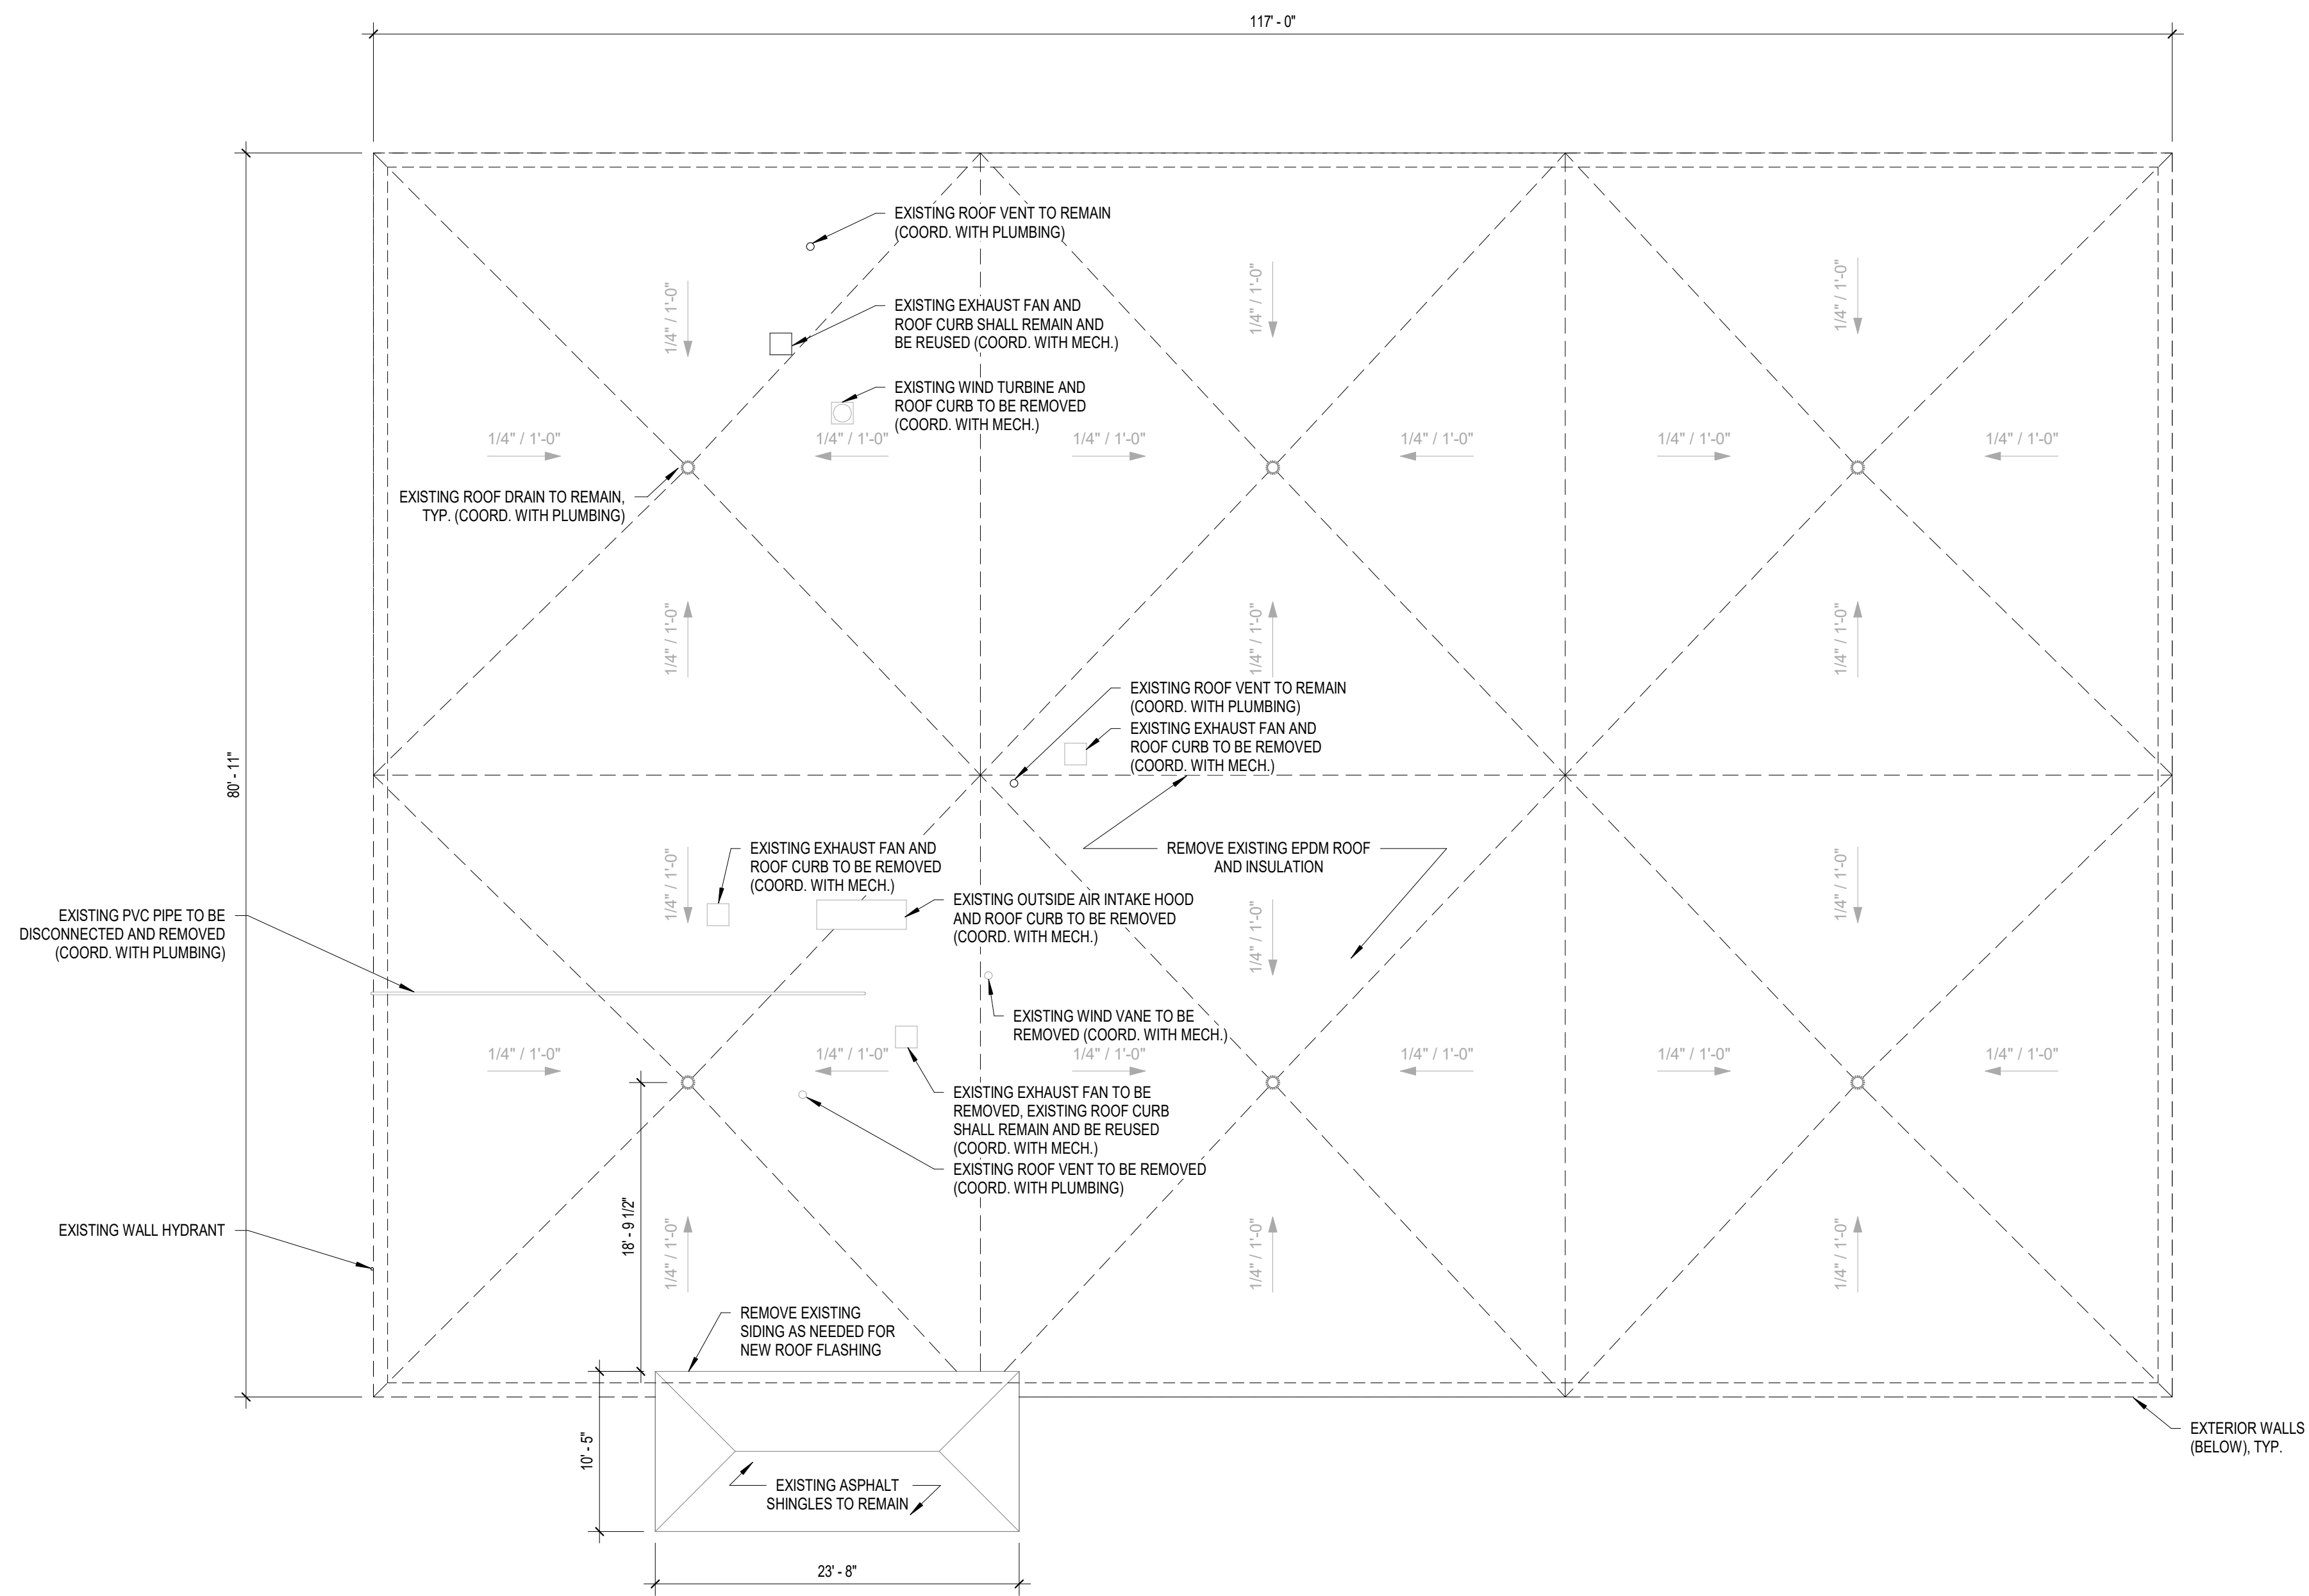 117' - 0"
EXISTING ROOF VENT TO REMAIN
(COORD. WITH PLUMBING)
1/4" / 1'-0"
1/4" / 1'-0"
1/4" / 1'-0"
EXISTING EXHAUST FAN AND
ROOF CURB SHALL REMAIN AND
BE REUSED (COORD. WITH MECH.)
EXISTING WIND TURBINE AND
ROOF CURB TO BE REMOVED
(COORD. WITH MECH.)
1/4" / 1'-0"
1/4" / 1'-0"
1/4" / 1'-0"
1/4" / 1'-0"
1/4" / 1'-0"
1/4" / 1'-0"
EXISTING ROOF DRAIN TO REMAIN,
TYP. (COORD. WITH PLUMBING)
1/4" / 1'-0"
1/4" / 1'-0"
1/4" / 1'-0"
EXISTING ROOF VENT TO REMAIN
(COORD. WITH PLUMBING)
EXISTING EXHAUST FAN AND
ROOF CURB TO BE REMOVED
(COORD. WITH MECH.)
80' - 11"
EXISTING EXHAUST FAN AND
ROOF CURB TO BE REMOVED
(COORD. WITH MECH.)
REMOVE EXISTING EPDM ROOF
AND INSULATION
1/4" / 1'-0"
1/4" / 1'-0"
1/4" / 1'-0"
EXISTING OUTSIDE AIR INTAKE HOOD
AND ROOF CURB TO BE REMOVED
(COORD. WITH MECH.)
EXISTING PVC PIPE TO BE
DISCONNECTED AND REMOVED
(COORD. WITH PLUMBING)
EXISTING WIND VANE TO BE
REMOVED (COORD. WITH MECH.)
1/4" / 1'-0"
1/4" / 1'-0"
1/4" / 1'-0"
1/4" / 1'-0"
1/4" / 1'-0"
1/4" / 1'-0"
EXISTING EXHAUST FAN TO BE
REMOVED, EXISTING ROOF CURB
SHALL REMAIN AND BE REUSED
(COORD. WITH MECH.)
EXISTING ROOF VENT TO BE REMOVED
(COORD. WITH PLUMBING)
18' - 9 1/2"
EXISTING WALL HYDRANT
1/4" / 1'-0"
1/4" / 1'-0"
1/4" / 1'-0"
REMOVE EXISTING
SIDING AS NEEDED FOR
NEW ROOF FLASHING
EXTERIOR WALLS
(BELOW), TYP.
10' - 5"
EXISTING ASPHALT
SHINGLES TO REMAIN
23' - 8"